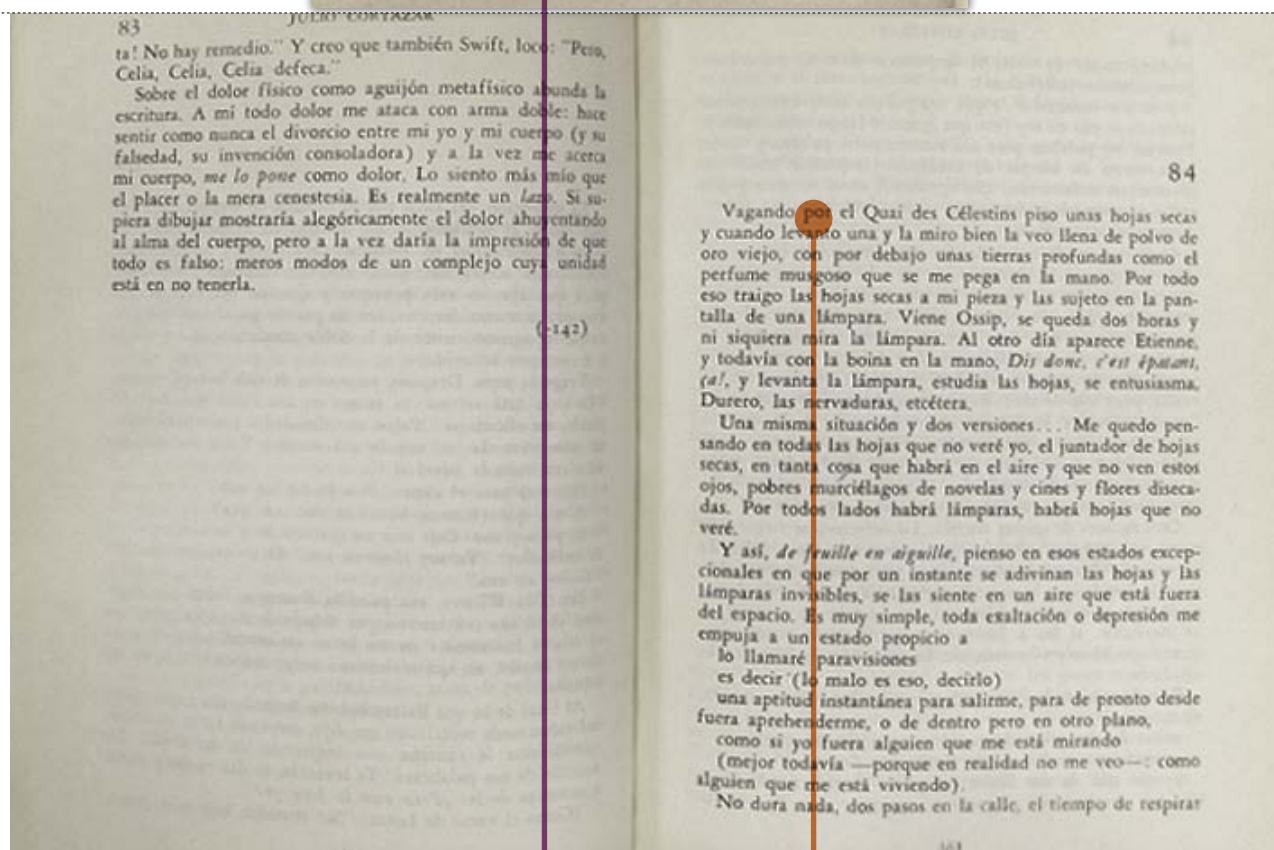 83
JULIO CORTÁZAR
ta! No hay remedio." Y creo que también Swift, loco: "Pero,
Celia, Celia, Celia defeca."
Sobre el dolor físico como aguijón metafísico abunda la
escritura. A mí todo dolor me ataca con arma doble: hace
sentir como nunca el divorcio entre mi yo y mi cuerpo (y su
falsedad, su invención consoladora) y a la vez me acerca
mi cuerpo, me lo pone como dolor. Lo siento más mío que
el placer o la mera cenestesia. Es realmente un lazo. Si su-
piera dibujar mostraría alegóricamente el dolor ahuyentando
al alma del cuerpo, pero a la vez daría la impresión de que
todo es falso: meros modos de un complejo cuya unidad
está en no tenerla.
(-142)
84
Vagando por el Quai des Célestins piso unas hojas secas
y cuando levanto una y la miro bien la veo llena de polvo de
oro viejo, con por debajo unas tierras profundas como el
perfume musgoso que se me pega en la mano. Por todo
eso traigo las hojas secas a mi pieza y las sujeto en la pan-
talla de una lámpara. Viene Ossip, se queda dos horas y
ni siquiera mira la lámpara. Al otro día aparece Etienne,
y todavía con la boina en la mano, Dis donc, c'est épatant,
ça!, y levanta la lámpara, estudia las hojas, se entusiasma,
Durero, las nervaduras, etcétera.
Una misma situación y dos versiones... Me quedo pen-
sando en todas las hojas que no veré yo, el juntador de hojas
secas, en tanta cosa que habrá en el aire y que no ven estos
ojos, pobres murciélagos de novelas y cines y flores diseca-
das. Por todos lados habrá lámparas, habrá hojas que no
veré.
Y así, de feuille en aiguille, pienso en esos estados excep-
cionales en que por un instante se adivinan las hojas y las
lámparas invisibles, se las siente en un aire que está fuera
del espacio. Es muy simple, toda exaltación o depresión me
empuja a un estado propicio a
lo llamaré paravisiones
es decir (lo malo es eso, decirlo)
una aptitud instantánea para salirme, para de pronto desde
fuera aprehenderme, o de dentro pero en otro plano,
como si yo fuera alguien que me está mirando
(mejor todavía —porque en realidad no me veo—: como
alguien que me está viviendo).
No dura nada, dos pasos en la calle, el tiempo de respirar